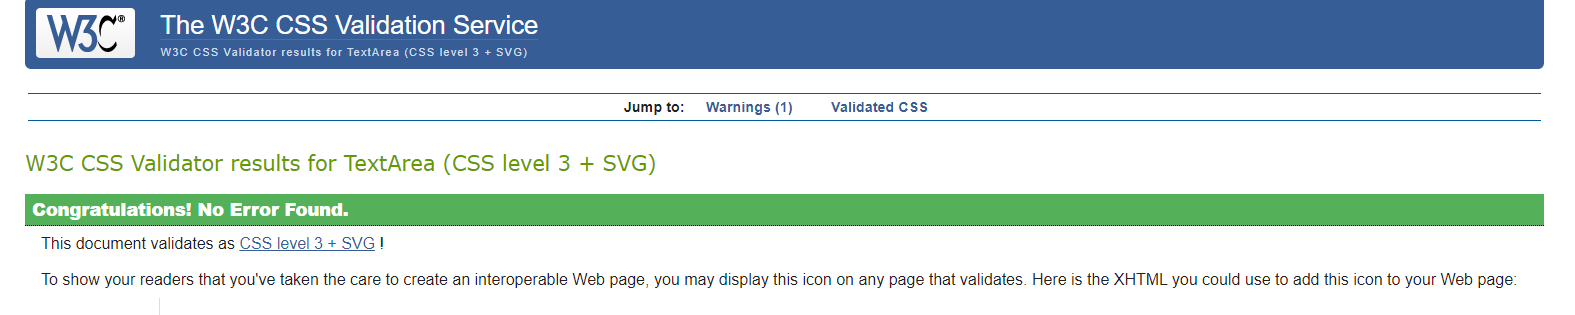 W3C®
The W3C CSS Validation Service
W3C CSS Validator results for TextArea (CSS level 3 + SVG)
Jump to: Warnings (1) Validated CSS
W3C CSS Validator results for TextArea (CSS level 3 + SVG)
Congratulations! No Error Found.
This document validates as CSS level 3 + SVG !
To show your readers that you've taken the care to create an interoperable Web page, you may display this icon on any page that validates. Here is the XHTML you could use to add this icon to your Web page: